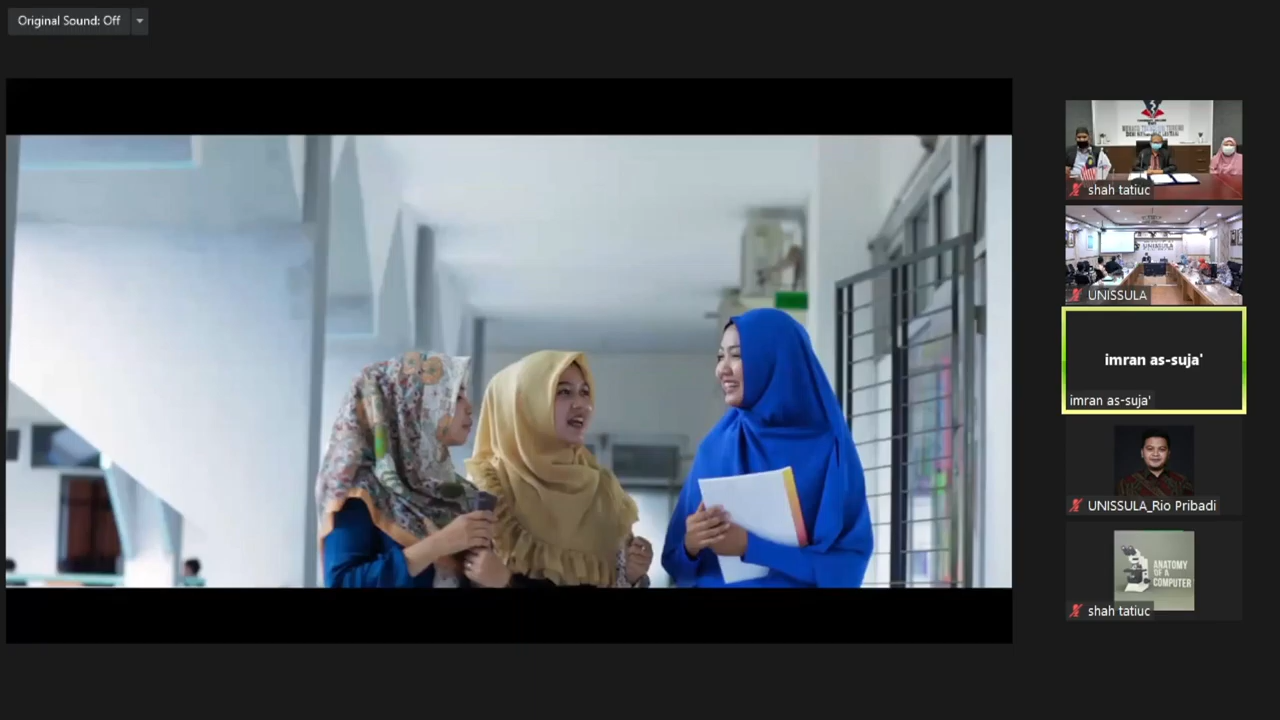 Original Sound: Off
shah tatiuc
UNISSULA
UNISSULA
imran as-suja'
imran as-suja'
UNISSULA_Rio Pribadi
ANATOMY
OF A
COMPUTER
shah tatiuc